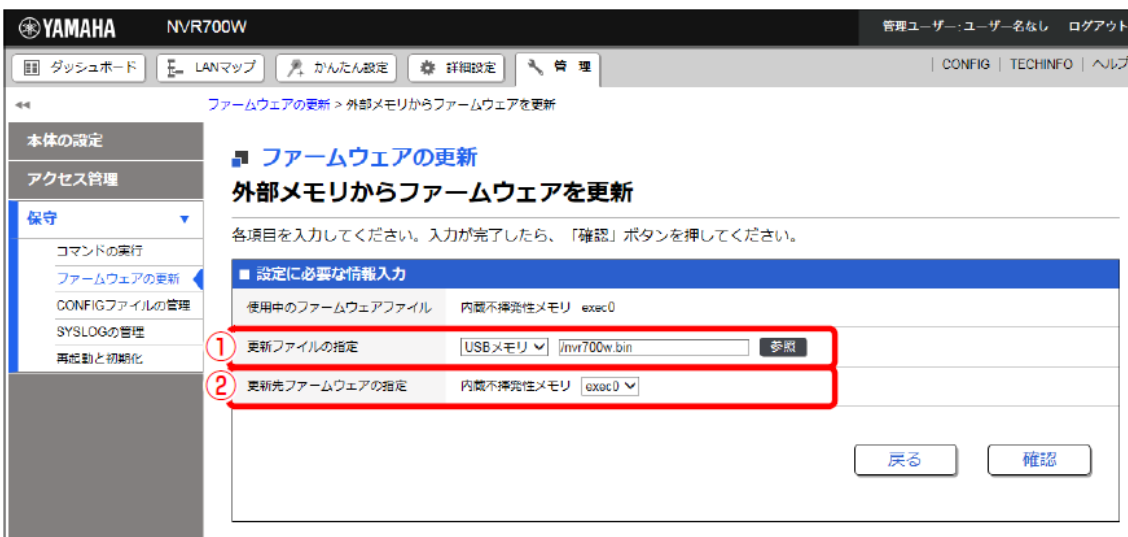 YAMAHA NVR700W 管理ユーザー:ユーザー名なし ログアウト
ダッシュボード LANマップ かんたん設定 詳細設定 管理 | CONFIG | TECHINFO | ヘルプ
ファームウェアの更新 > 外部メモリからファームウェアを更新
本体の設定
アクセス管理
保守
コマンドの実行
ファームウェアの更新
CONFIGファイルの管理
SYSLOGの管理
再起動と初期化
ファームウェアの更新
外部メモリからファームウェアを更新
各項目を入力してください。入力が完了したら、「確認」ボタンを押してください。
■ 設定に必要な情報入力
使用中のファームウェアファイル 内蔵不揮発性メモリ exec0
① 更新ファイルの指定 USBメモリ /nvr700w.bin 参照
② 更新先ファームウェアの指定 内蔵不揮発性メモリ exec0
戻る 確認